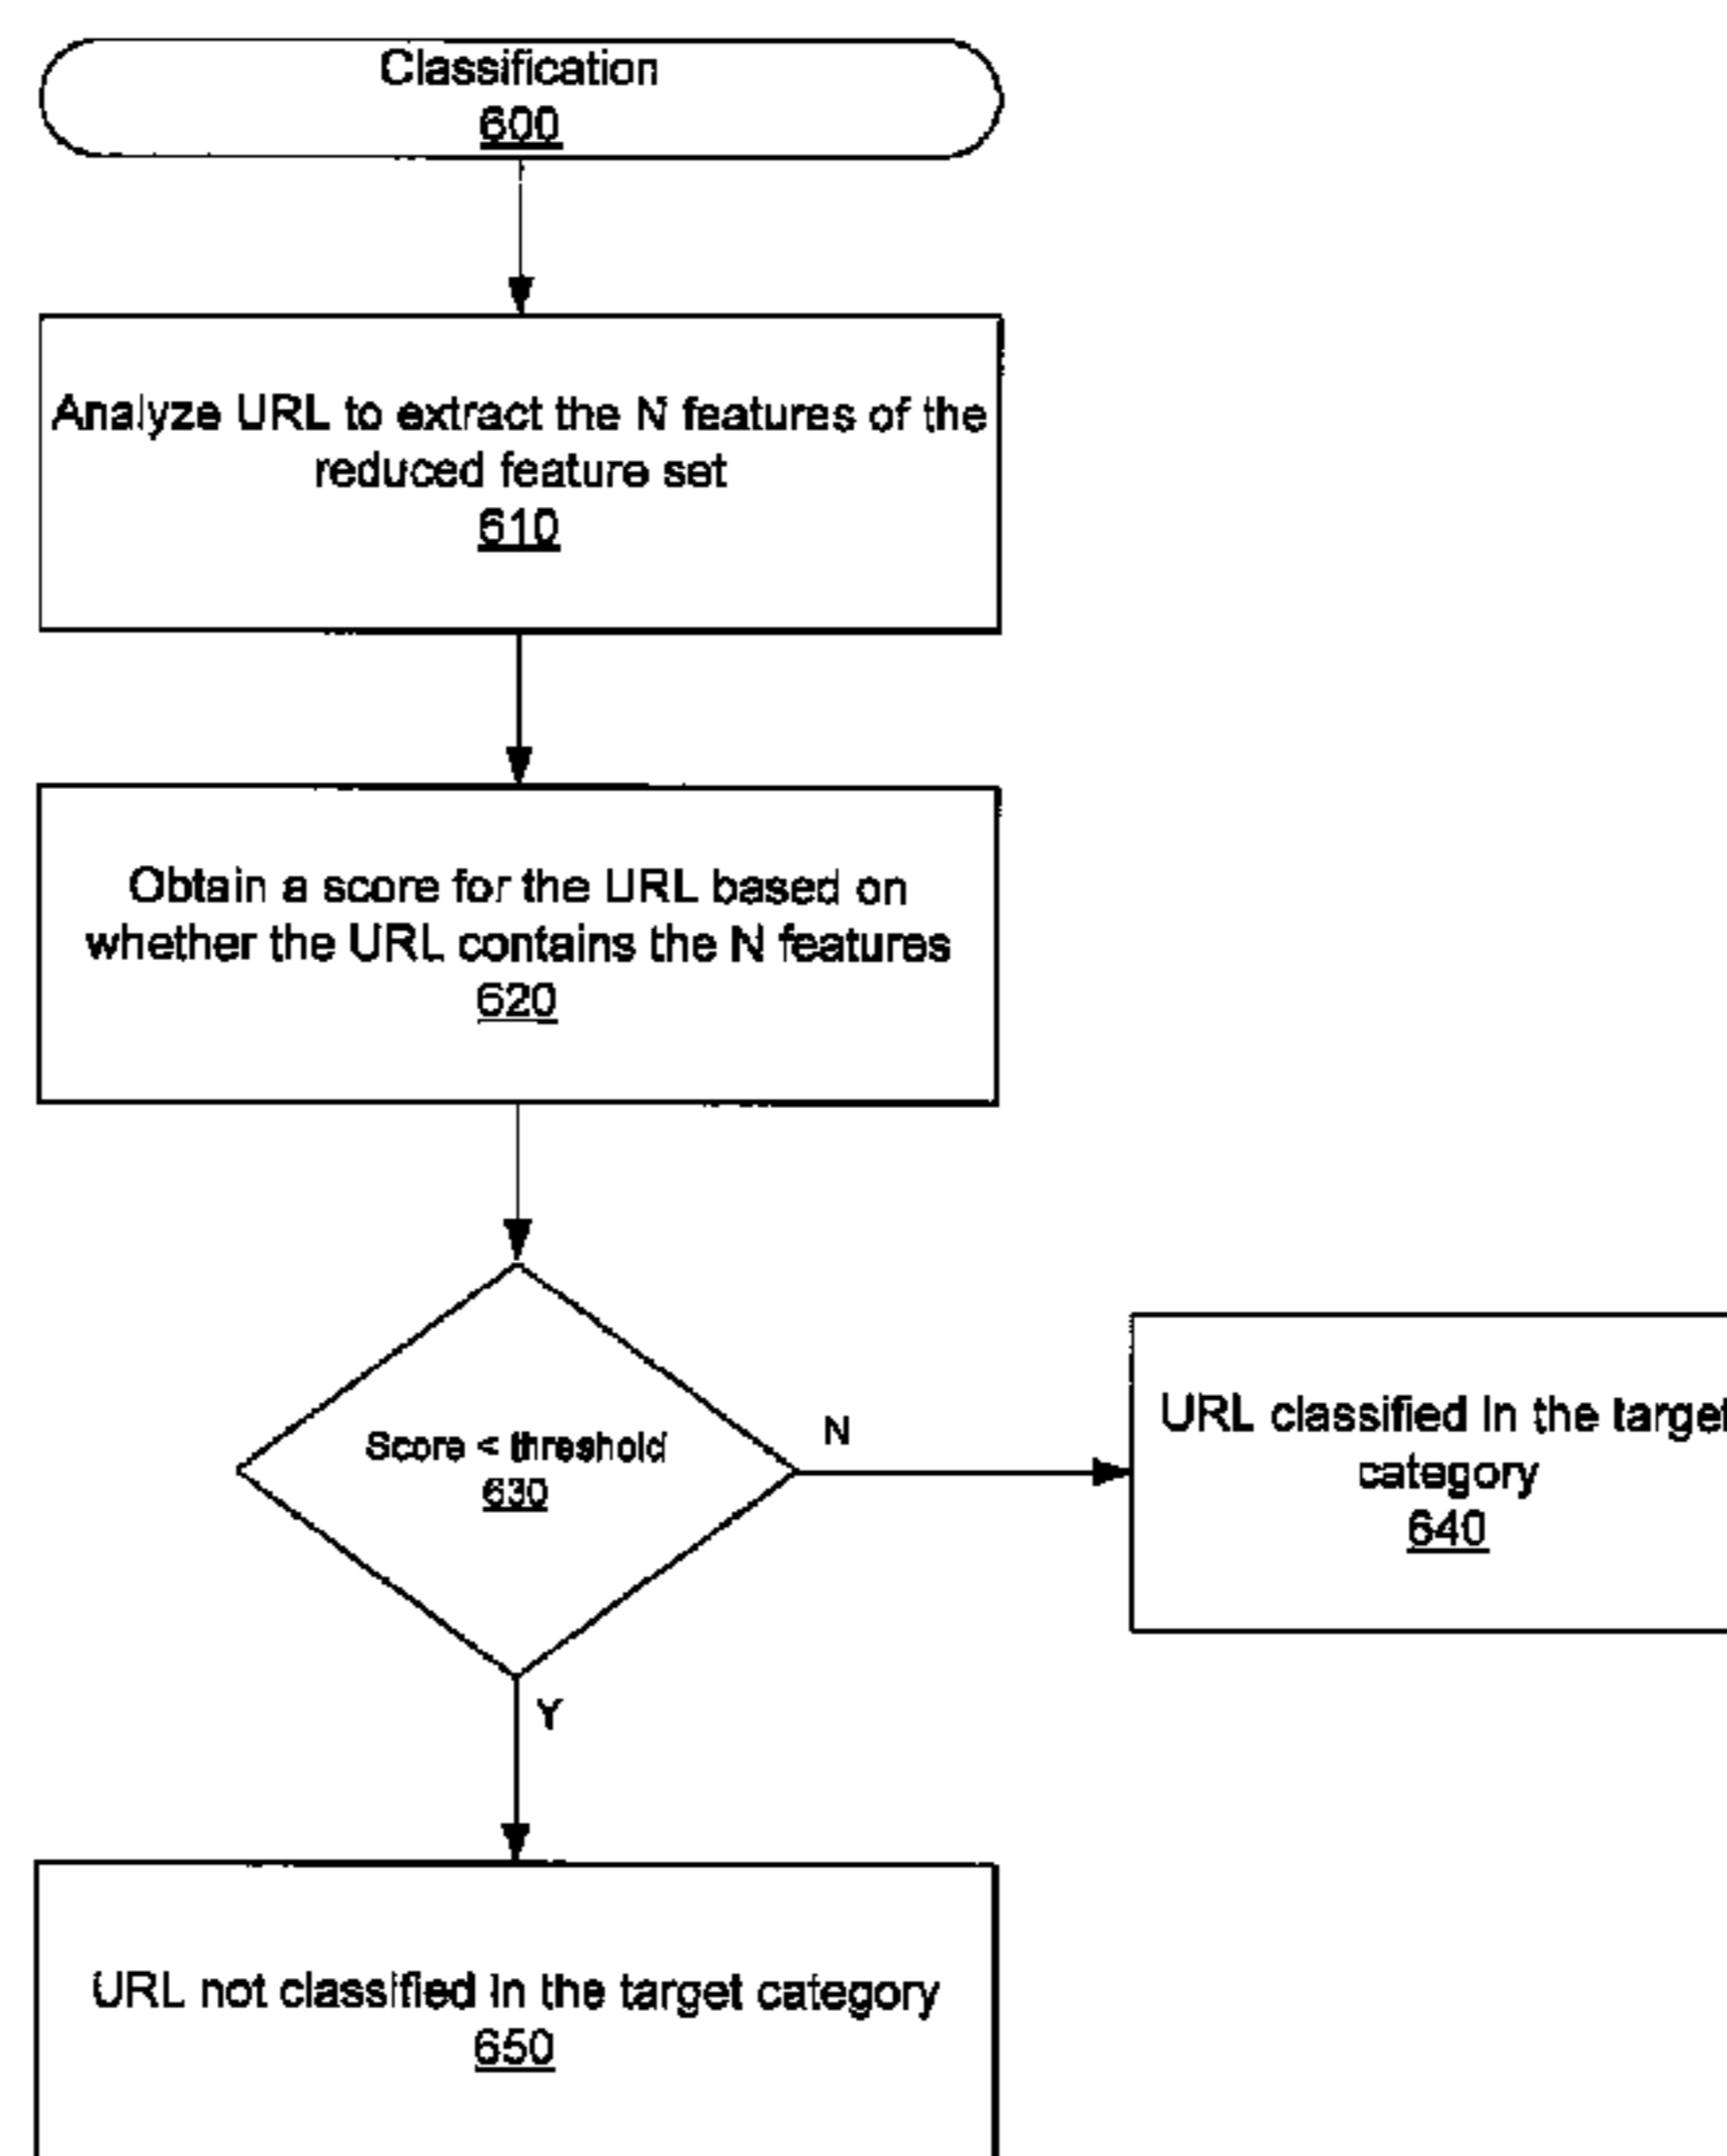 Classification
600
Analyze URL to extract the N features of the
reduced feature set
610
Obtain a score for the URL based on
whether the URL contains the N features
620
Score < threshold
630
N
URL classified in the target
category
640
Y
URL not classified in the target category
650